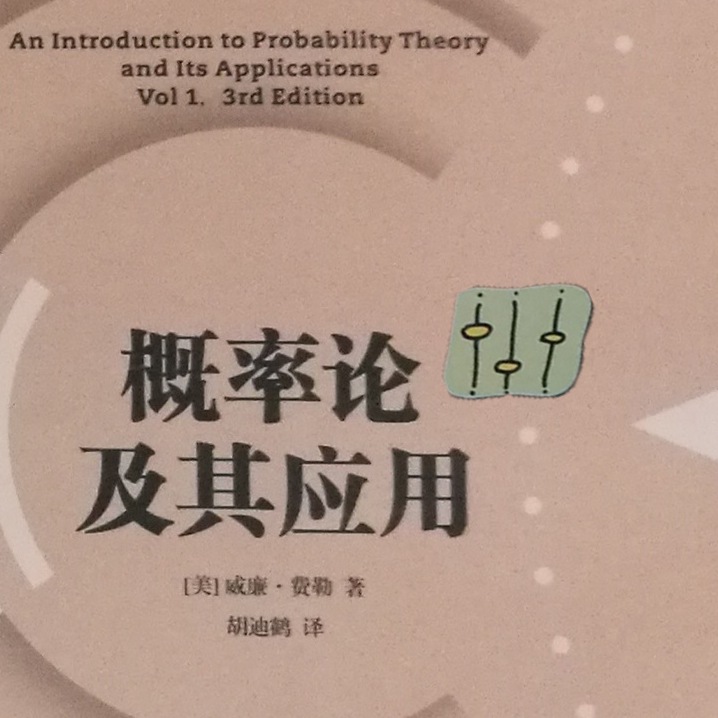 An Introduction to Probability Theory
and Its Applications
Vol 1. 3rd Edition
概率论
及其应用
[美] 威廉·费勒 著
胡迪鹤 译